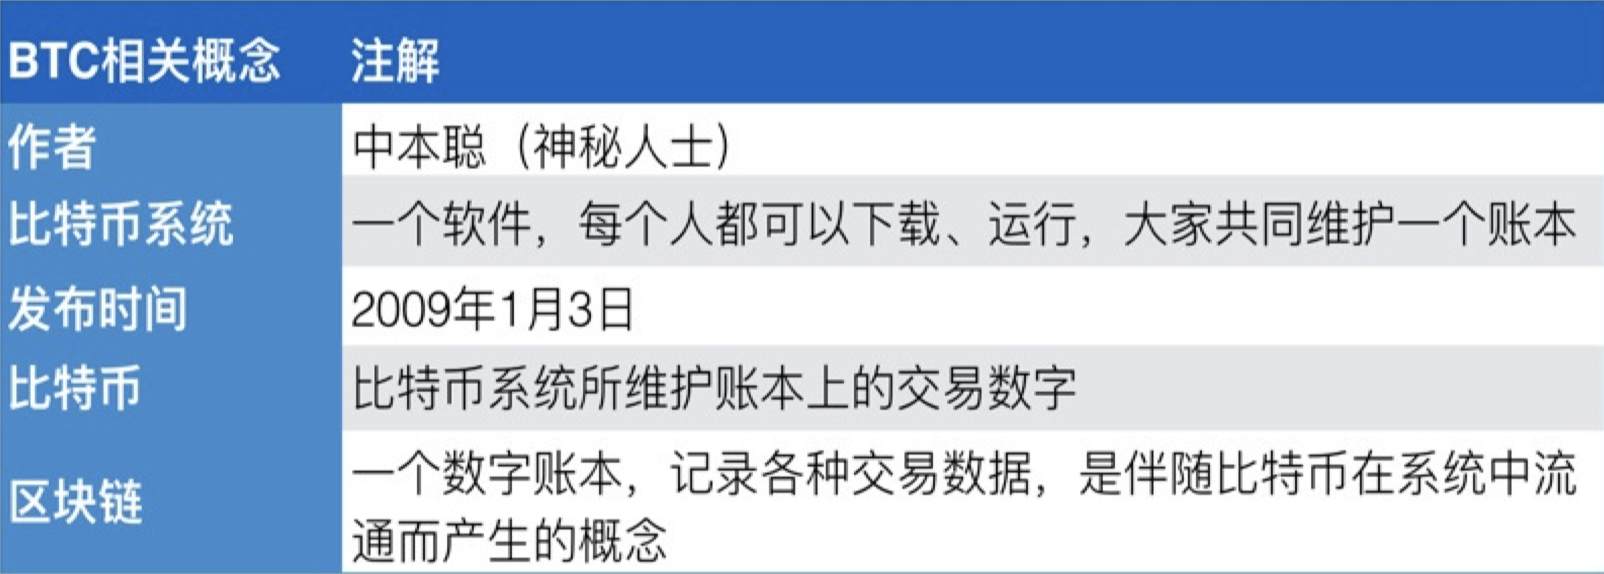 BTC相关概念 注解
作者 中本聪（神秘人士）
比特币系统 一个软件，每个人都可以下载、运行，大家共同维护一个账本
发布时间 2009年1月3日
比特币 比特币系统所维护账本上的交易数字
区块链 一个数字账本，记录各种交易数据，是伴随比特币在系统中流
通而产生的概念